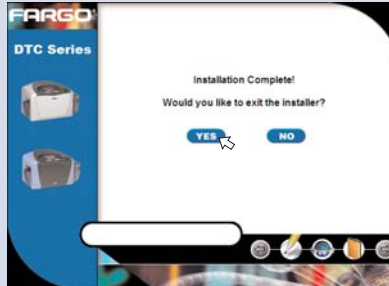 FARGO
DTC Series
Installation Complete!
Would you like to exit the installer?
YES
NO